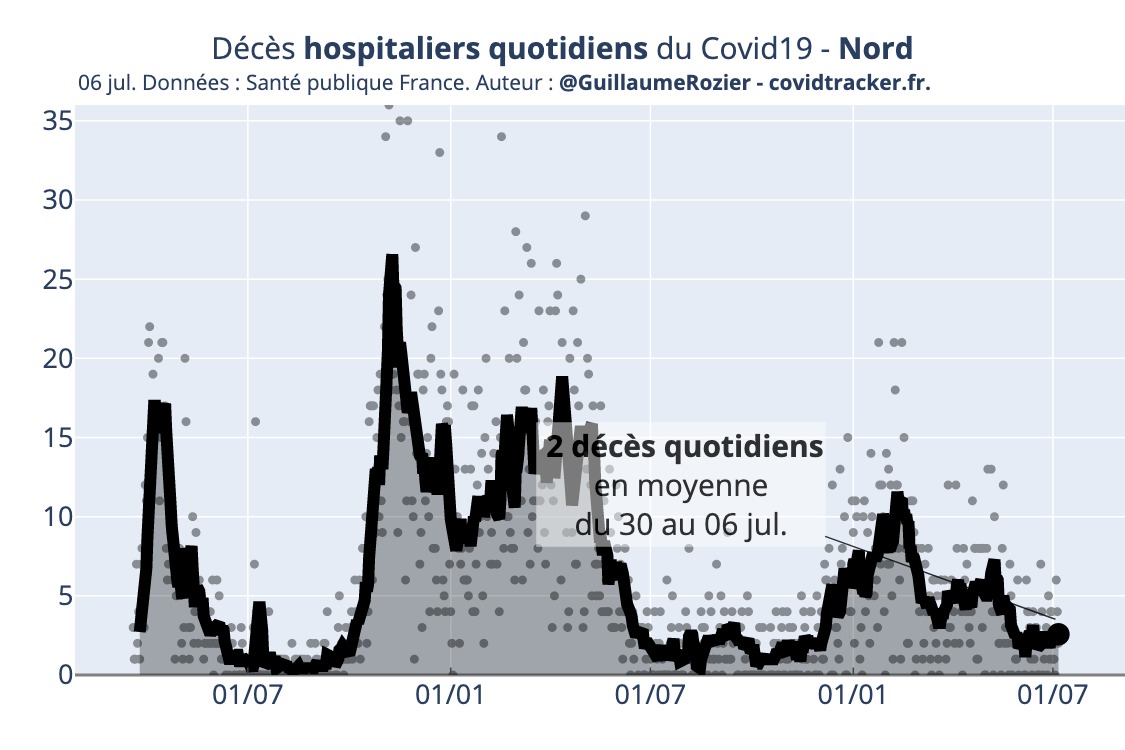 Décès hospitaliers quotidiens du Covid19 - Nord
06 jul. Données : Santé publique France. Auteur : @GuillaumeRozier - covidtracker.fr.
35
30
25
20
15
10
5
0
2 décès quotidiens
en moyenne
du 30 au 06 jul.
01/07 01/01 01/07 01/01 01/07